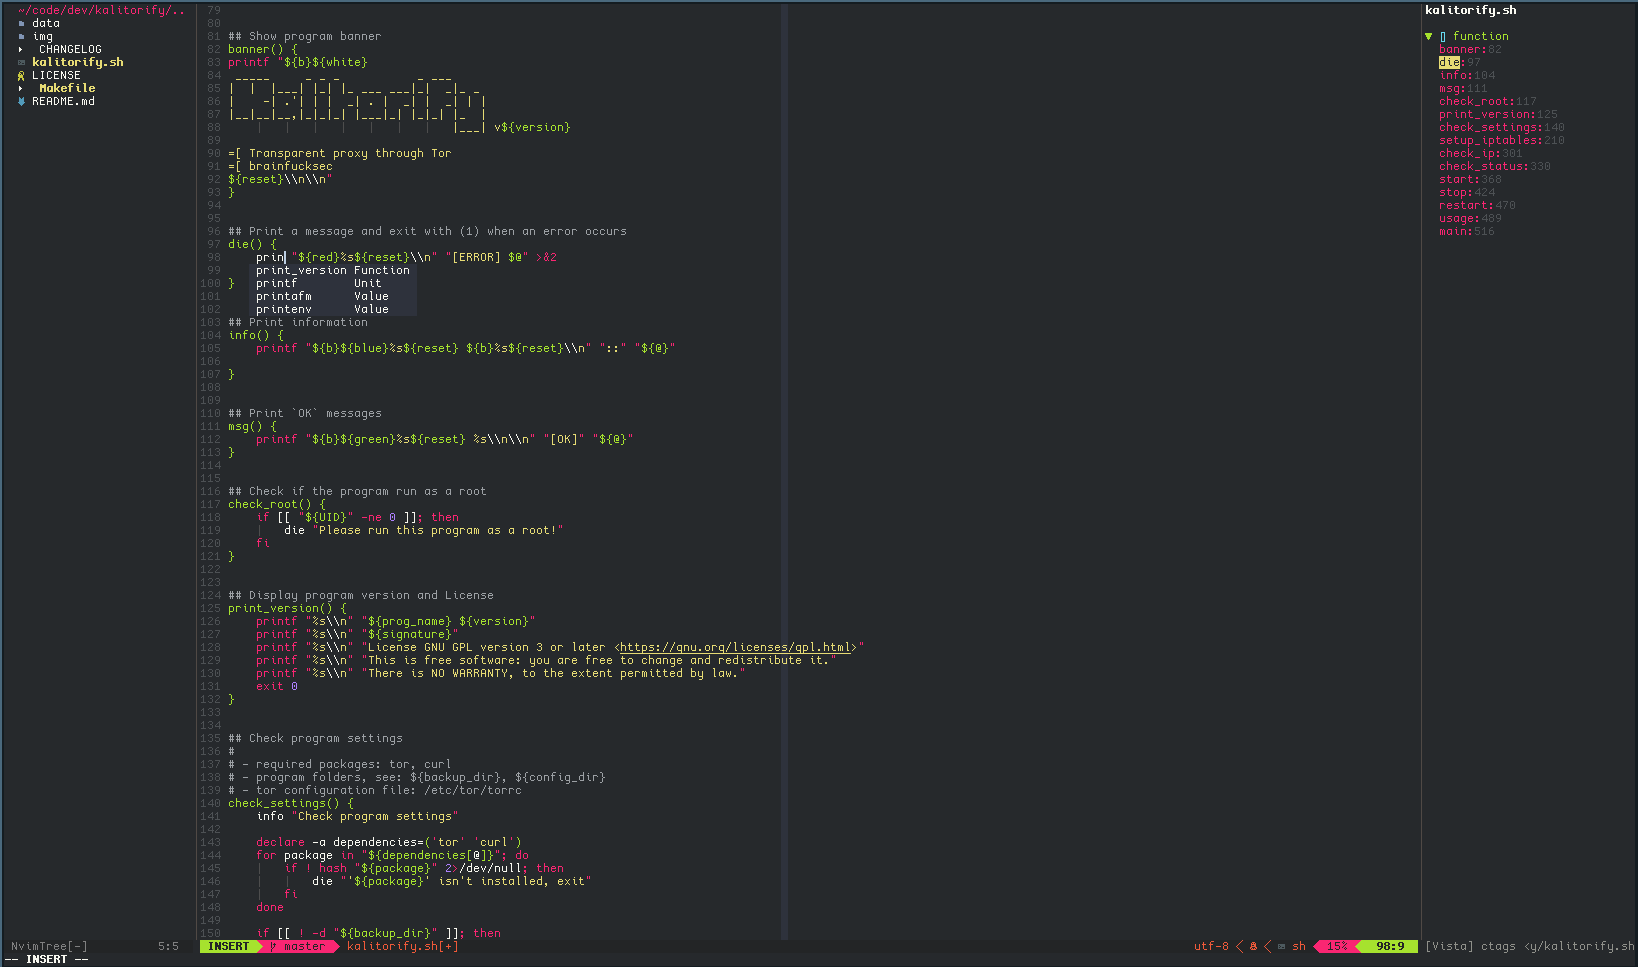 ~/code/dev/kalitorify/..
data
img
CHANGELOG
kalitorify.sh
LICENSE
Makefile
README.md
79
80
81 ## Show program banner
82 banner() {
83 printf "${b}${white}
84  _____     _ _ _           _ ___
85 |  |  |___| |_| |_ ___ ___|_|  _|_ _
86 |    -| .'| | |  _| . |  _| |  _| | |
87 |__|__|__,|_|_|_| |___|_| |_|_| |_  |
88 |___| v${version}
89
90 =[ Transparent proxy through Tor
91 =[ brainfucksec
92 ${reset}\\n\\n"
93 }
94
95
96 ## Print a message and exit with (1) when an error occurs
97 die() {
98     prin "${red}%s${reset}\\n" "[ERROR] $@" >&2
99     print_version Function
100 }   printf        Unit
101     printafm      Value
102     printenv      Value
103 ## Print information
104 info() {
105     printf "${b}${blue}%s${reset} ${b}%s${reset}\\n" "::" "${@}"
106
107 }
108
109
110 ## Print `OK` messages
111 msg() {
112     printf "${b}${green}%s${reset} %s\\n\\n" "[OK]" "${@}"
113 }
114
115
116 ## Check if the program run as a root
117 check_root() {
118     if [[ "${UID}" -ne 0 ]]; then
119     |   die "Please run this program as a root!"
120     fi
121 }
122
123
124 ## Display program version and License
125 print_version() {
126     printf "%s\\n" "${prog_name} ${version}"
127     printf "%s\\n" "${signature}"
128     printf "%s\\n" "License GNU GPL version 3 or later <https://gnu.org/licenses/gpl.html>"
129     printf "%s\\n" "This is free software: you are free to change and redistribute it."
130     printf "%s\\n" "There is NO WARRANTY, to the extent permitted by law."
131     exit 0
132 }
133
134
135 ## Check program settings
136 #
137 # - required packages: tor, curl
138 # - program folders, see: ${backup_dir}, ${config_dir}
139 # - tor configuration file: /etc/tor/torrc
140 check_settings() {
141     info "Check program settings"
142
143     declare -a dependencies=('tor' 'curl')
144     for package in "${dependencies[@]}"; do
145     |   if ! hash "${package}" 2>/dev/null; then
146     |   |   die "'${package}' isn't installed, exit"
147     |   fi
148     done
149
150     if [[ ! -d "${backup_dir}" ]]; then
kalitorify.sh
▼ [] function
banner:82
die:97
info:104
msg:111
check_root:117
print_version:125
check_settings:140
setup_iptables:210
check_ip:301
check_status:330
start:368
stop:424
restart:470
usage:489
main:516
NvimTree[-] 5:5
INSERT master kalitorify.sh[+] utf-8 sh 15% 98:9
[Vista] ctags <y/kalitorify.sh
-- INSERT --